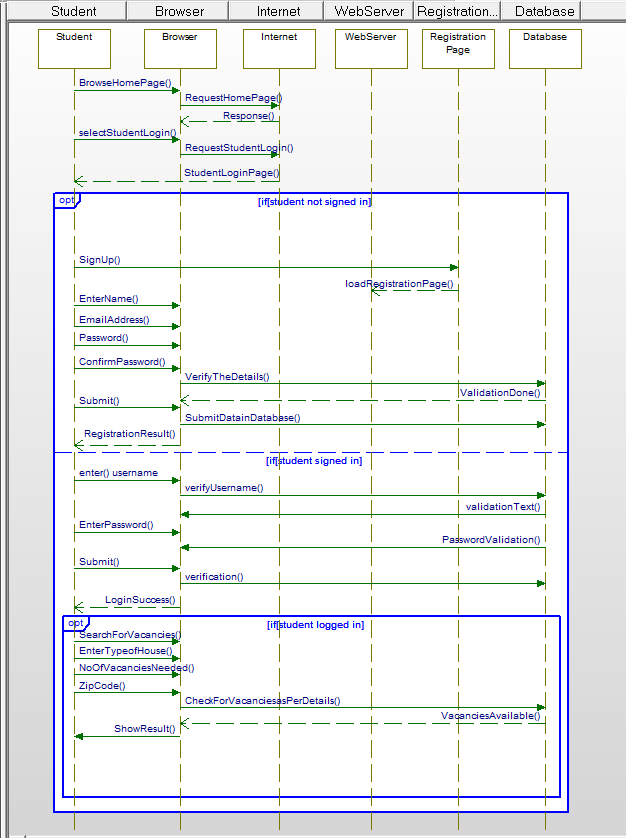 Student Browser Internet WebServer Registration... Database
Student Browser Internet WebServer Registration Database
Page
BrowseHomePage()
RequestHomePage()
Response()
selectStudentLogin()
RequestStudentLogin()
StudentLoginPage()
opt [if[student not signed in]
SignUp()
loadRegistrationPage()
EnterName()
EmailAddress()
Password()
ConfirmPassword()
VerifyTheDetails()
ValidationDone()
Submit()
SubmitDatainDatabase()
RegistrationResult()
[if[student signed in]
enter() username
verifyUsername()
validationText()
EnterPassword()
PasswordValidation()
Submit()
verification()
LoginSuccess()
opt [if[student logged in]
SearchForVacancies()
EnterTypeofHouse()
NoOfVacanciesNeeded()
ZipCode()
CheckForVacanciesasPerDetails()
VacanciesAvailable()
ShowResult()